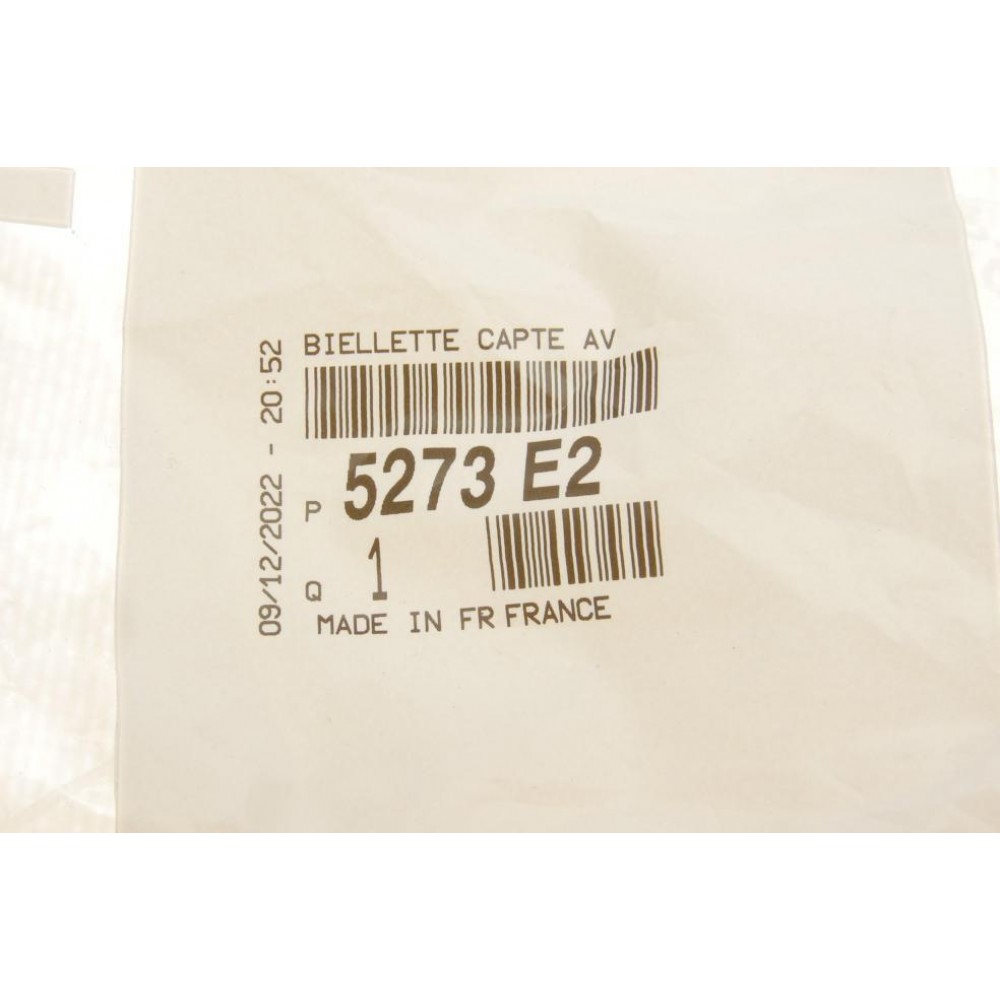 BIELLETTE CAPTE AV
P 5273 E2
Q 1
MADE IN FR FRANCE
09/12/2022 - 20:52